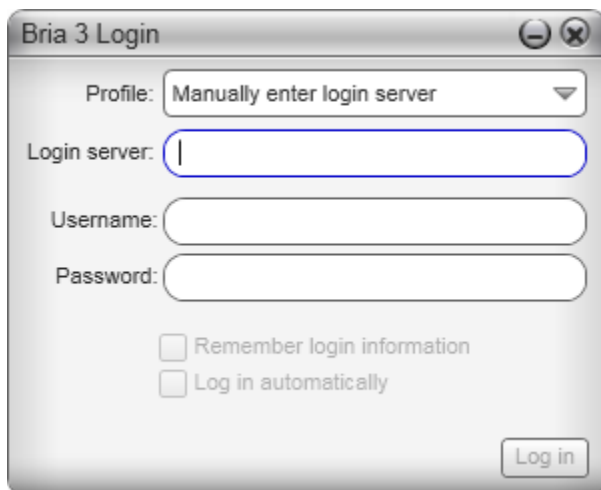 Bria 3 Login
Profile: Manually enter login server
Login server:
Username:
Password:
Remember login information
Log in automatically
Log in